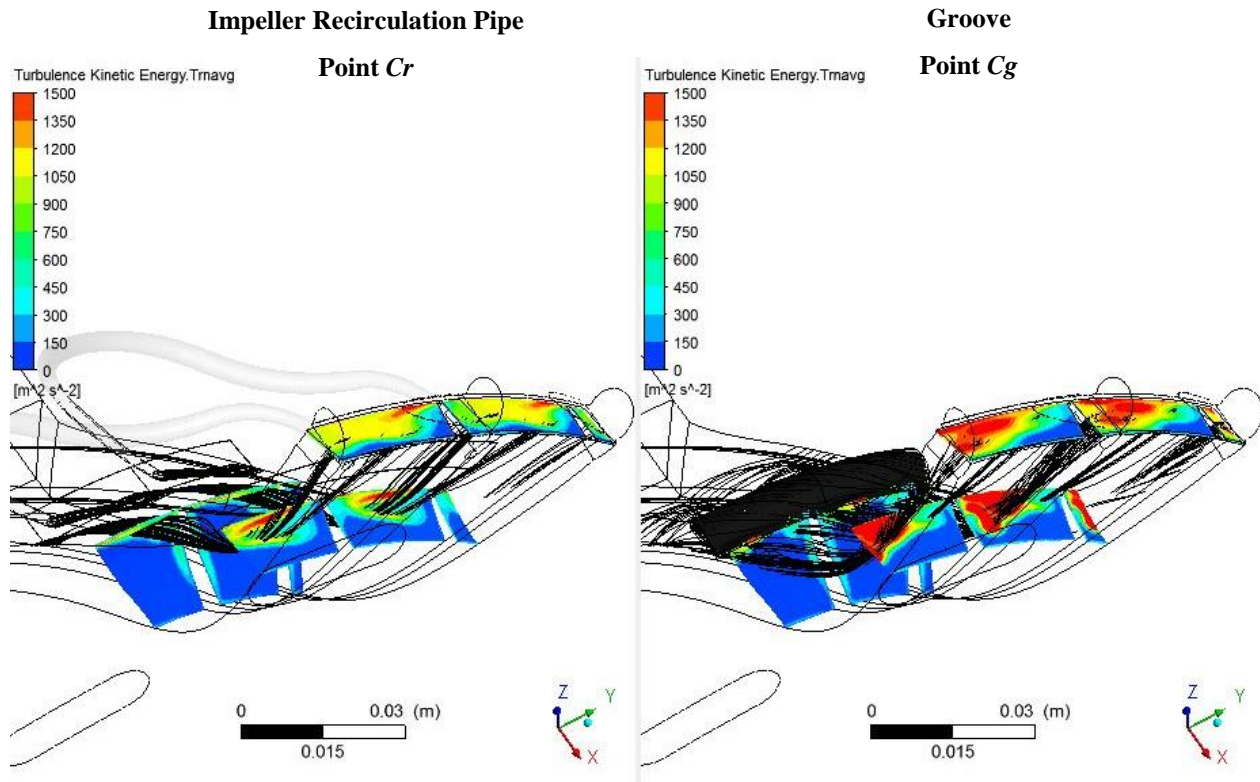 Impeller Recirculation Pipe
Point Cr
Turbulence Kinetic Energy.Trnavg
1500
1350
1200
1050
900
750
600
450
300
150
0
[m^2 s^-2]
0 0.03 (m)
0.015
Z
Y
X
Groove
Point Cg
Turbulence Kinetic Energy.Trnavg
1500
1350
1200
1050
900
750
600
450
300
150
0
[m^2 s^-2]
0 0.03 (m)
0.015
Z
Y
X